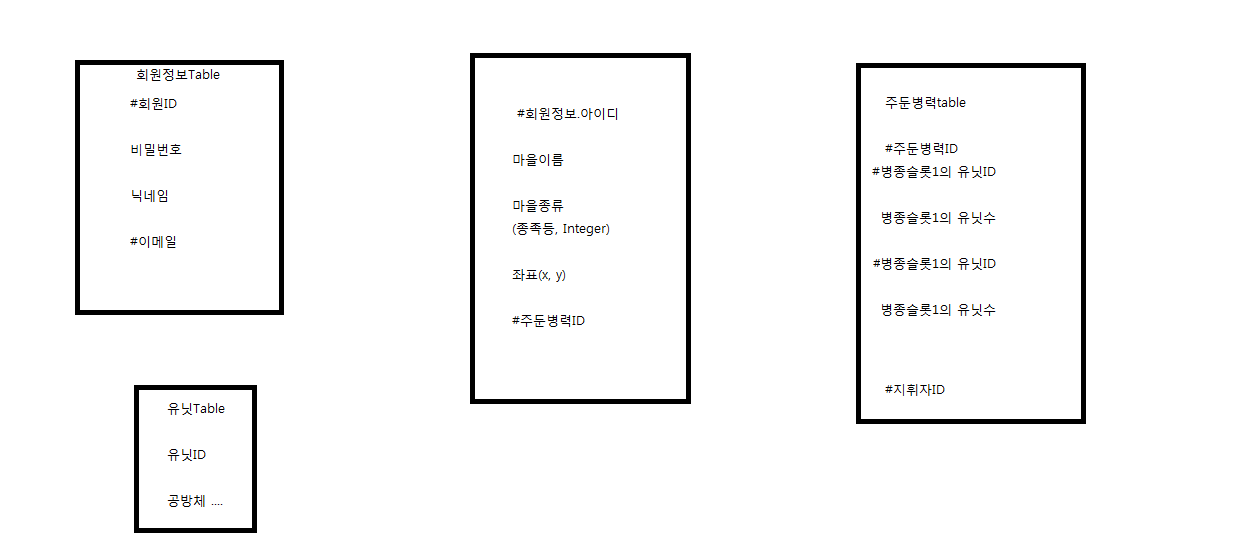 회원정보Table
#회원ID
비밀번호
닉네임
#이메일
유닛Table
유닛ID
공방체 ....
#회원정보.아이디
마을이름
마을종류
(종족등, Integer)
좌표(x, y)
#주둔병력ID
주둔병력table
#주둔병력ID
#병종슬롯1의 유닛ID
병종슬롯1의 유닛수
#병종슬롯1의 유닛ID
병종슬롯1의 유닛수
#지휘자ID